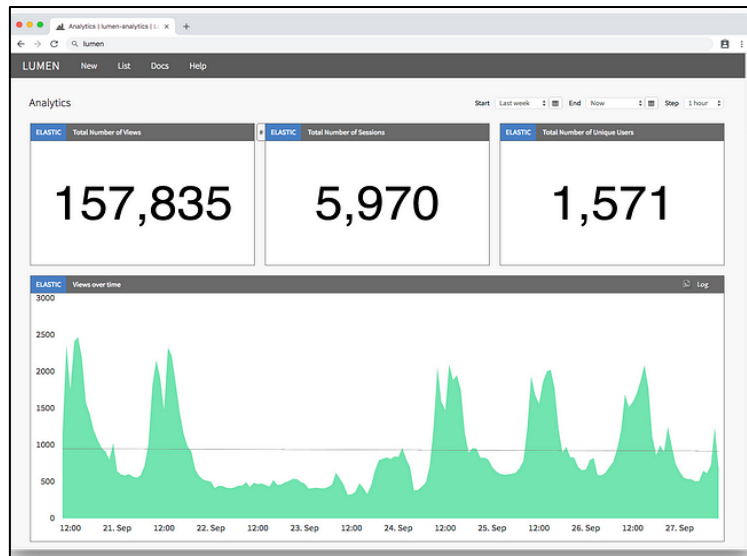 Analytics | lumen-analytics | Lu
lumen
LUMEN New List Docs Help
Analytics
Start Last week End Now Step 1 hour
ELASTIC Total Number of Views
#
ELASTIC Total Number of Sessions
ELASTIC Total Number of Unique Users
157,835
5,970
1,571
ELASTIC Views over time Log
3000
2500
2000
1500
1000
500
0
12:00 21. Sep 12:00 22. Sep 12:00 23. Sep 12:00 24. Sep 12:00 25. Sep 12:00 26. Sep 12:00 27. Sep